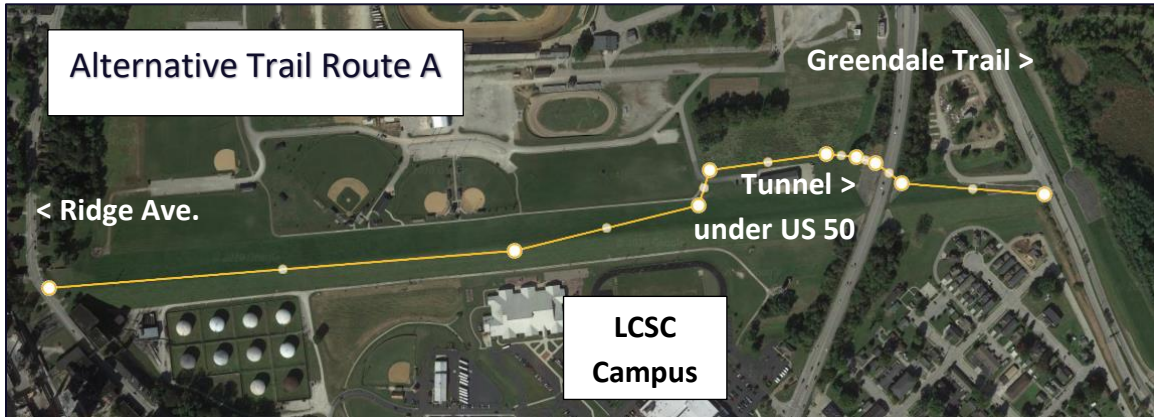 Alternative Trail Route A
Greendale Trail >
< Ridge Ave.
Tunnel >
under US 50
LCSC
Campus